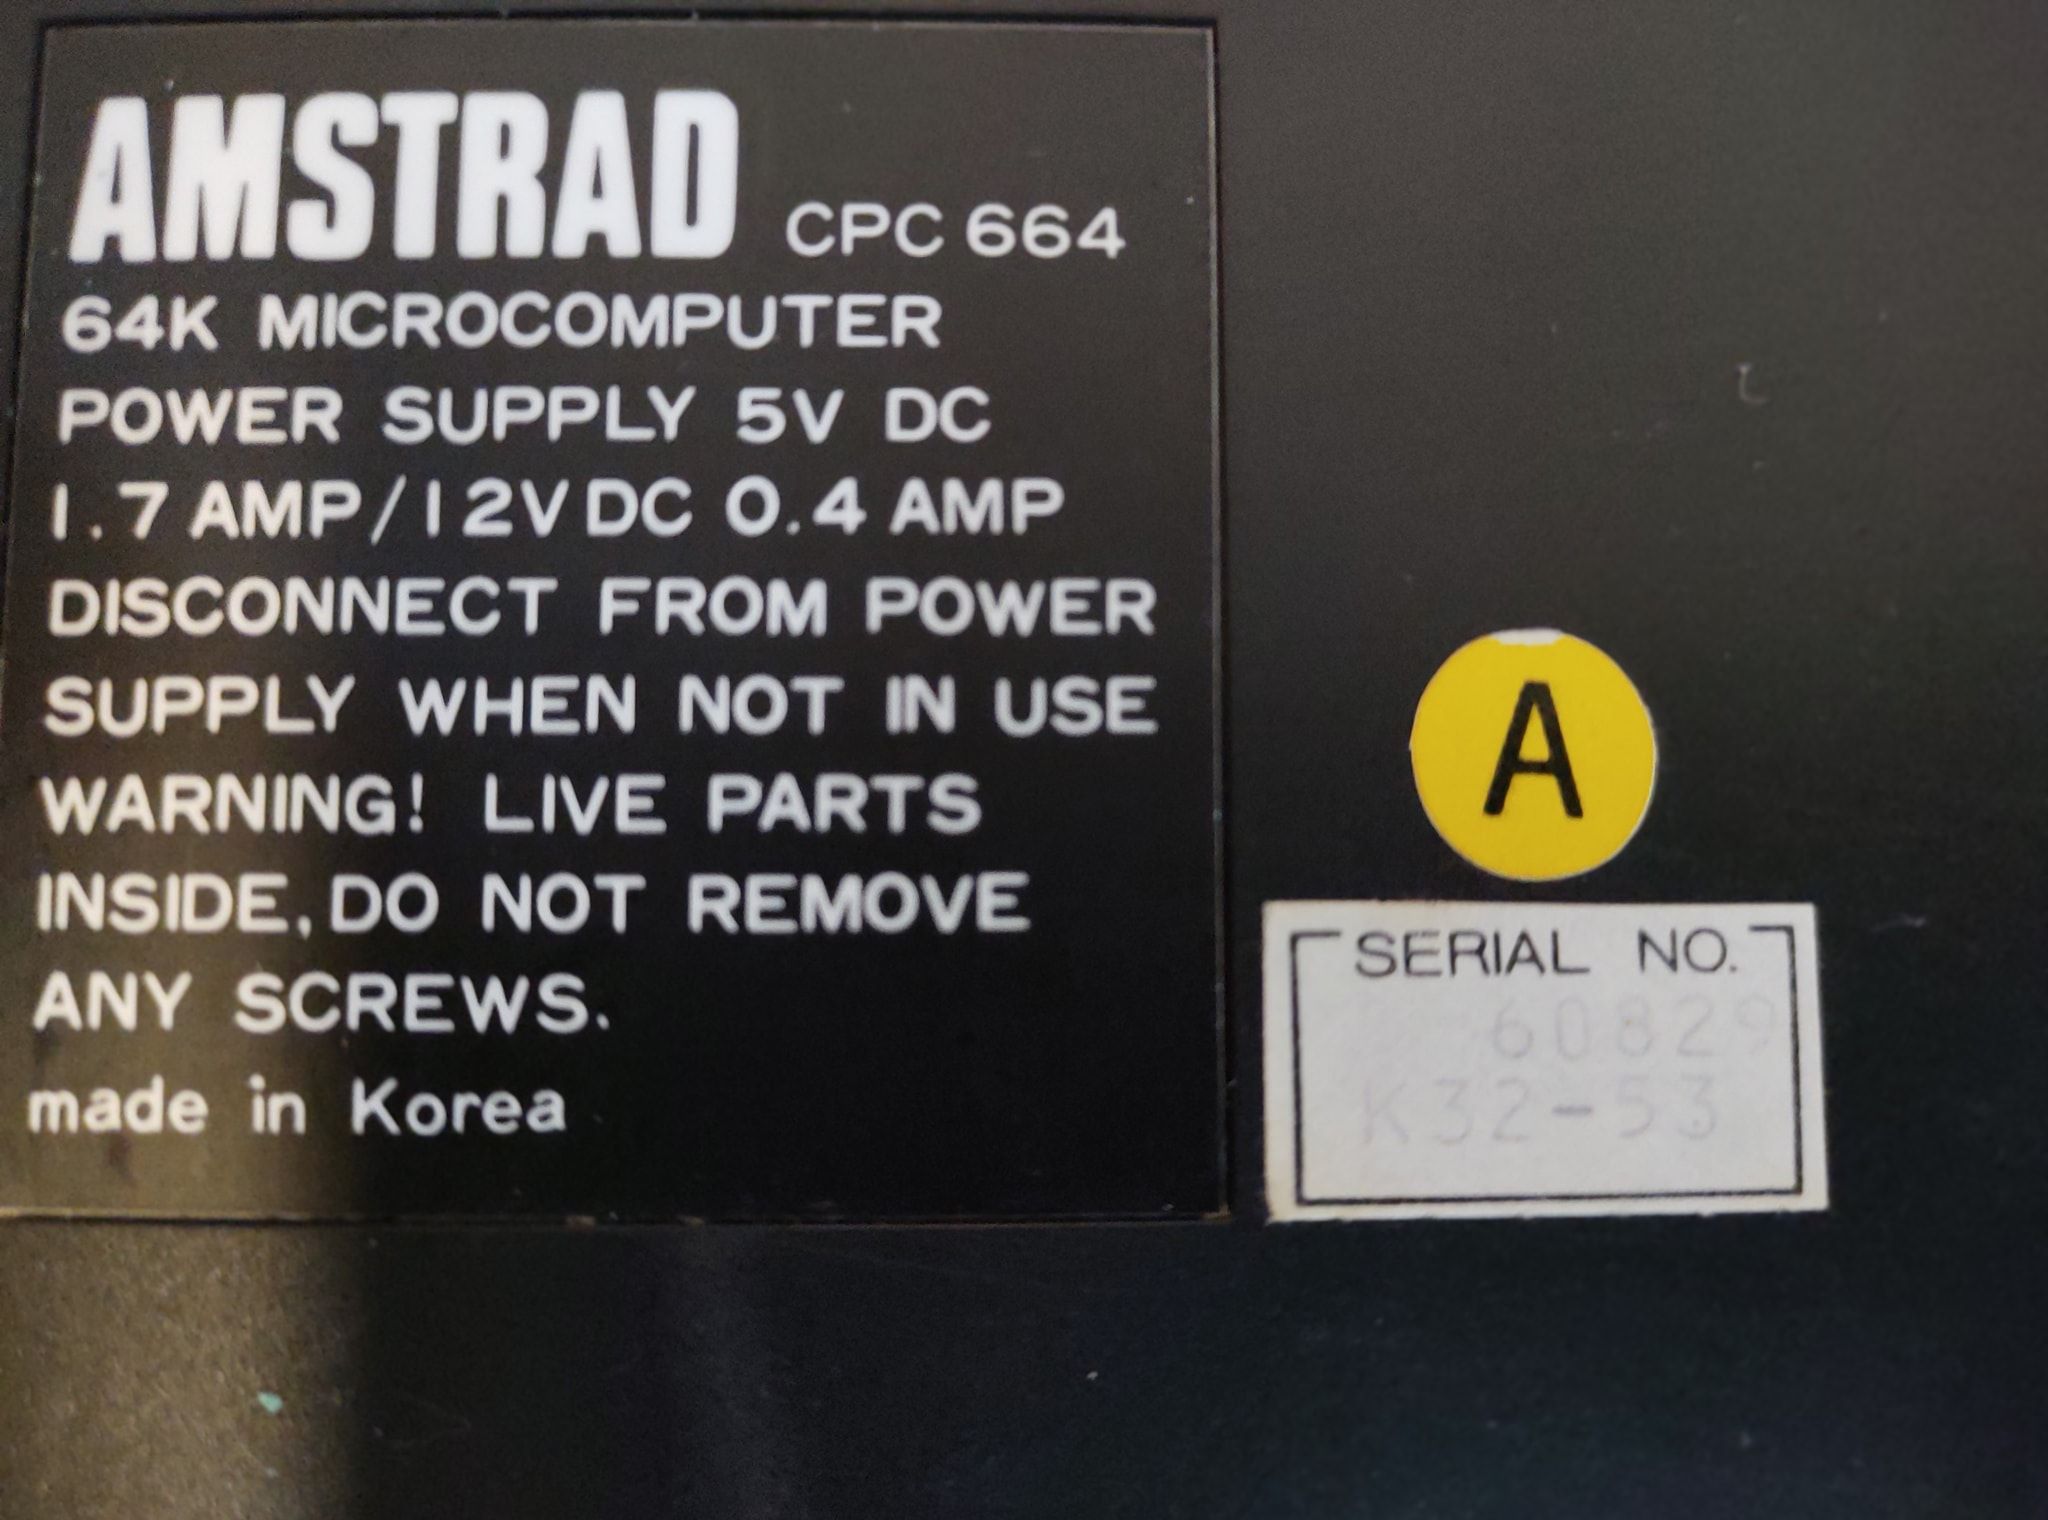 AMSTRAD CPC 664
64K MICROCOMPUTER
POWER SUPPLY 5V DC
1.7 AMP/12V DC 0.4 AMP
DISCONNECT FROM POWER
SUPPLY WHEN NOT IN USE
WARNING! LIVE PARTS
INSIDE, DO NOT REMOVE
ANY SCREWS.
made in Korea
A
SERIAL NO.
60829
K32-53